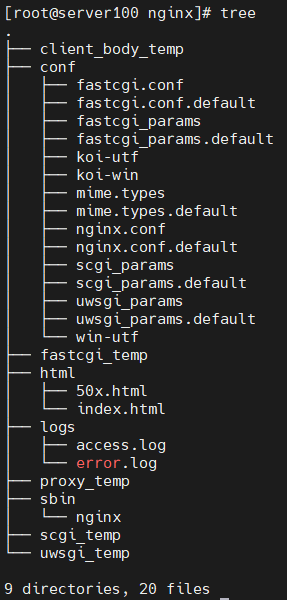 [root@server100 nginx]# tree
.
├── client_body_temp
├── conf
│   ├── fastcgi.conf
│   ├── fastcgi.conf.default
│   ├── fastcgi_params
│   ├── fastcgi_params.default
│   ├── koi-utf
│   ├── koi-win
│   ├── mime.types
│   ├── mime.types.default
│   ├── nginx.conf
│   ├── nginx.conf.default
│   ├── scgi_params
│   ├── scgi_params.default
│   ├── uwsgi_params
│   ├── uwsgi_params.default
│   └── win-utf
├── fastcgi_temp
├── html
│   ├── 50x.html
│   └── index.html
├── logs
│   ├── access.log
│   └── error.log
├── proxy_temp
├── sbin
│   └── nginx
├── scgi_temp
└── uwsgi_temp

9 directories, 20 files